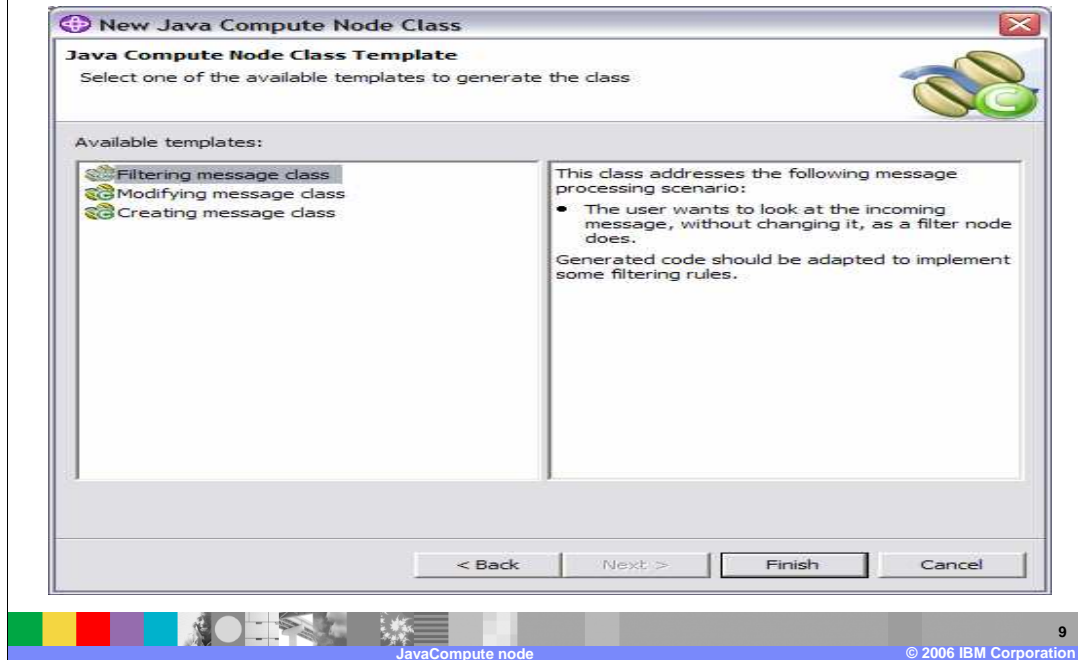 New Java Compute Node Class
Java Compute Node Class Template
Select one of the available templates to generate the class
Available templates:
Filtering message class
Modifying message class
Creating message class
This class addresses the following message
processing scenario:
• The user wants to look at the incoming
message, without changing it, as a filter node
does.
Generated code should be adapted to implement
some filtering rules.
< Back
Next >
Finish
Cancel
9
JavaCompute node
© 2006 IBM Corporation